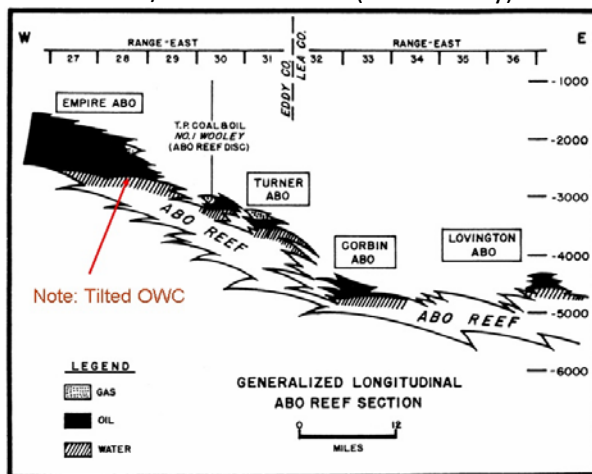 W
RANGE-EAST
RANGE-EAST
E
27 28 29 30 31 32 33 34 35 36
EDDY CO.
LEA CO.
-1000
EMPIRE ABO
T.P. COAL & OIL
NO. 1 WOOLEY
(ABO REEF DISC)
-2000
TURNER
ABO
-3000
ABO REEF
CORBIN
ABO
LOVINGTON
ABO
-4000
Note: Tilted OWC
ABO REEF
-5000
LEGEND
GAS
OIL
WATER
GENERALIZED LONGITUDINAL
ABO REEF SECTION
-6000
0 12
MILES